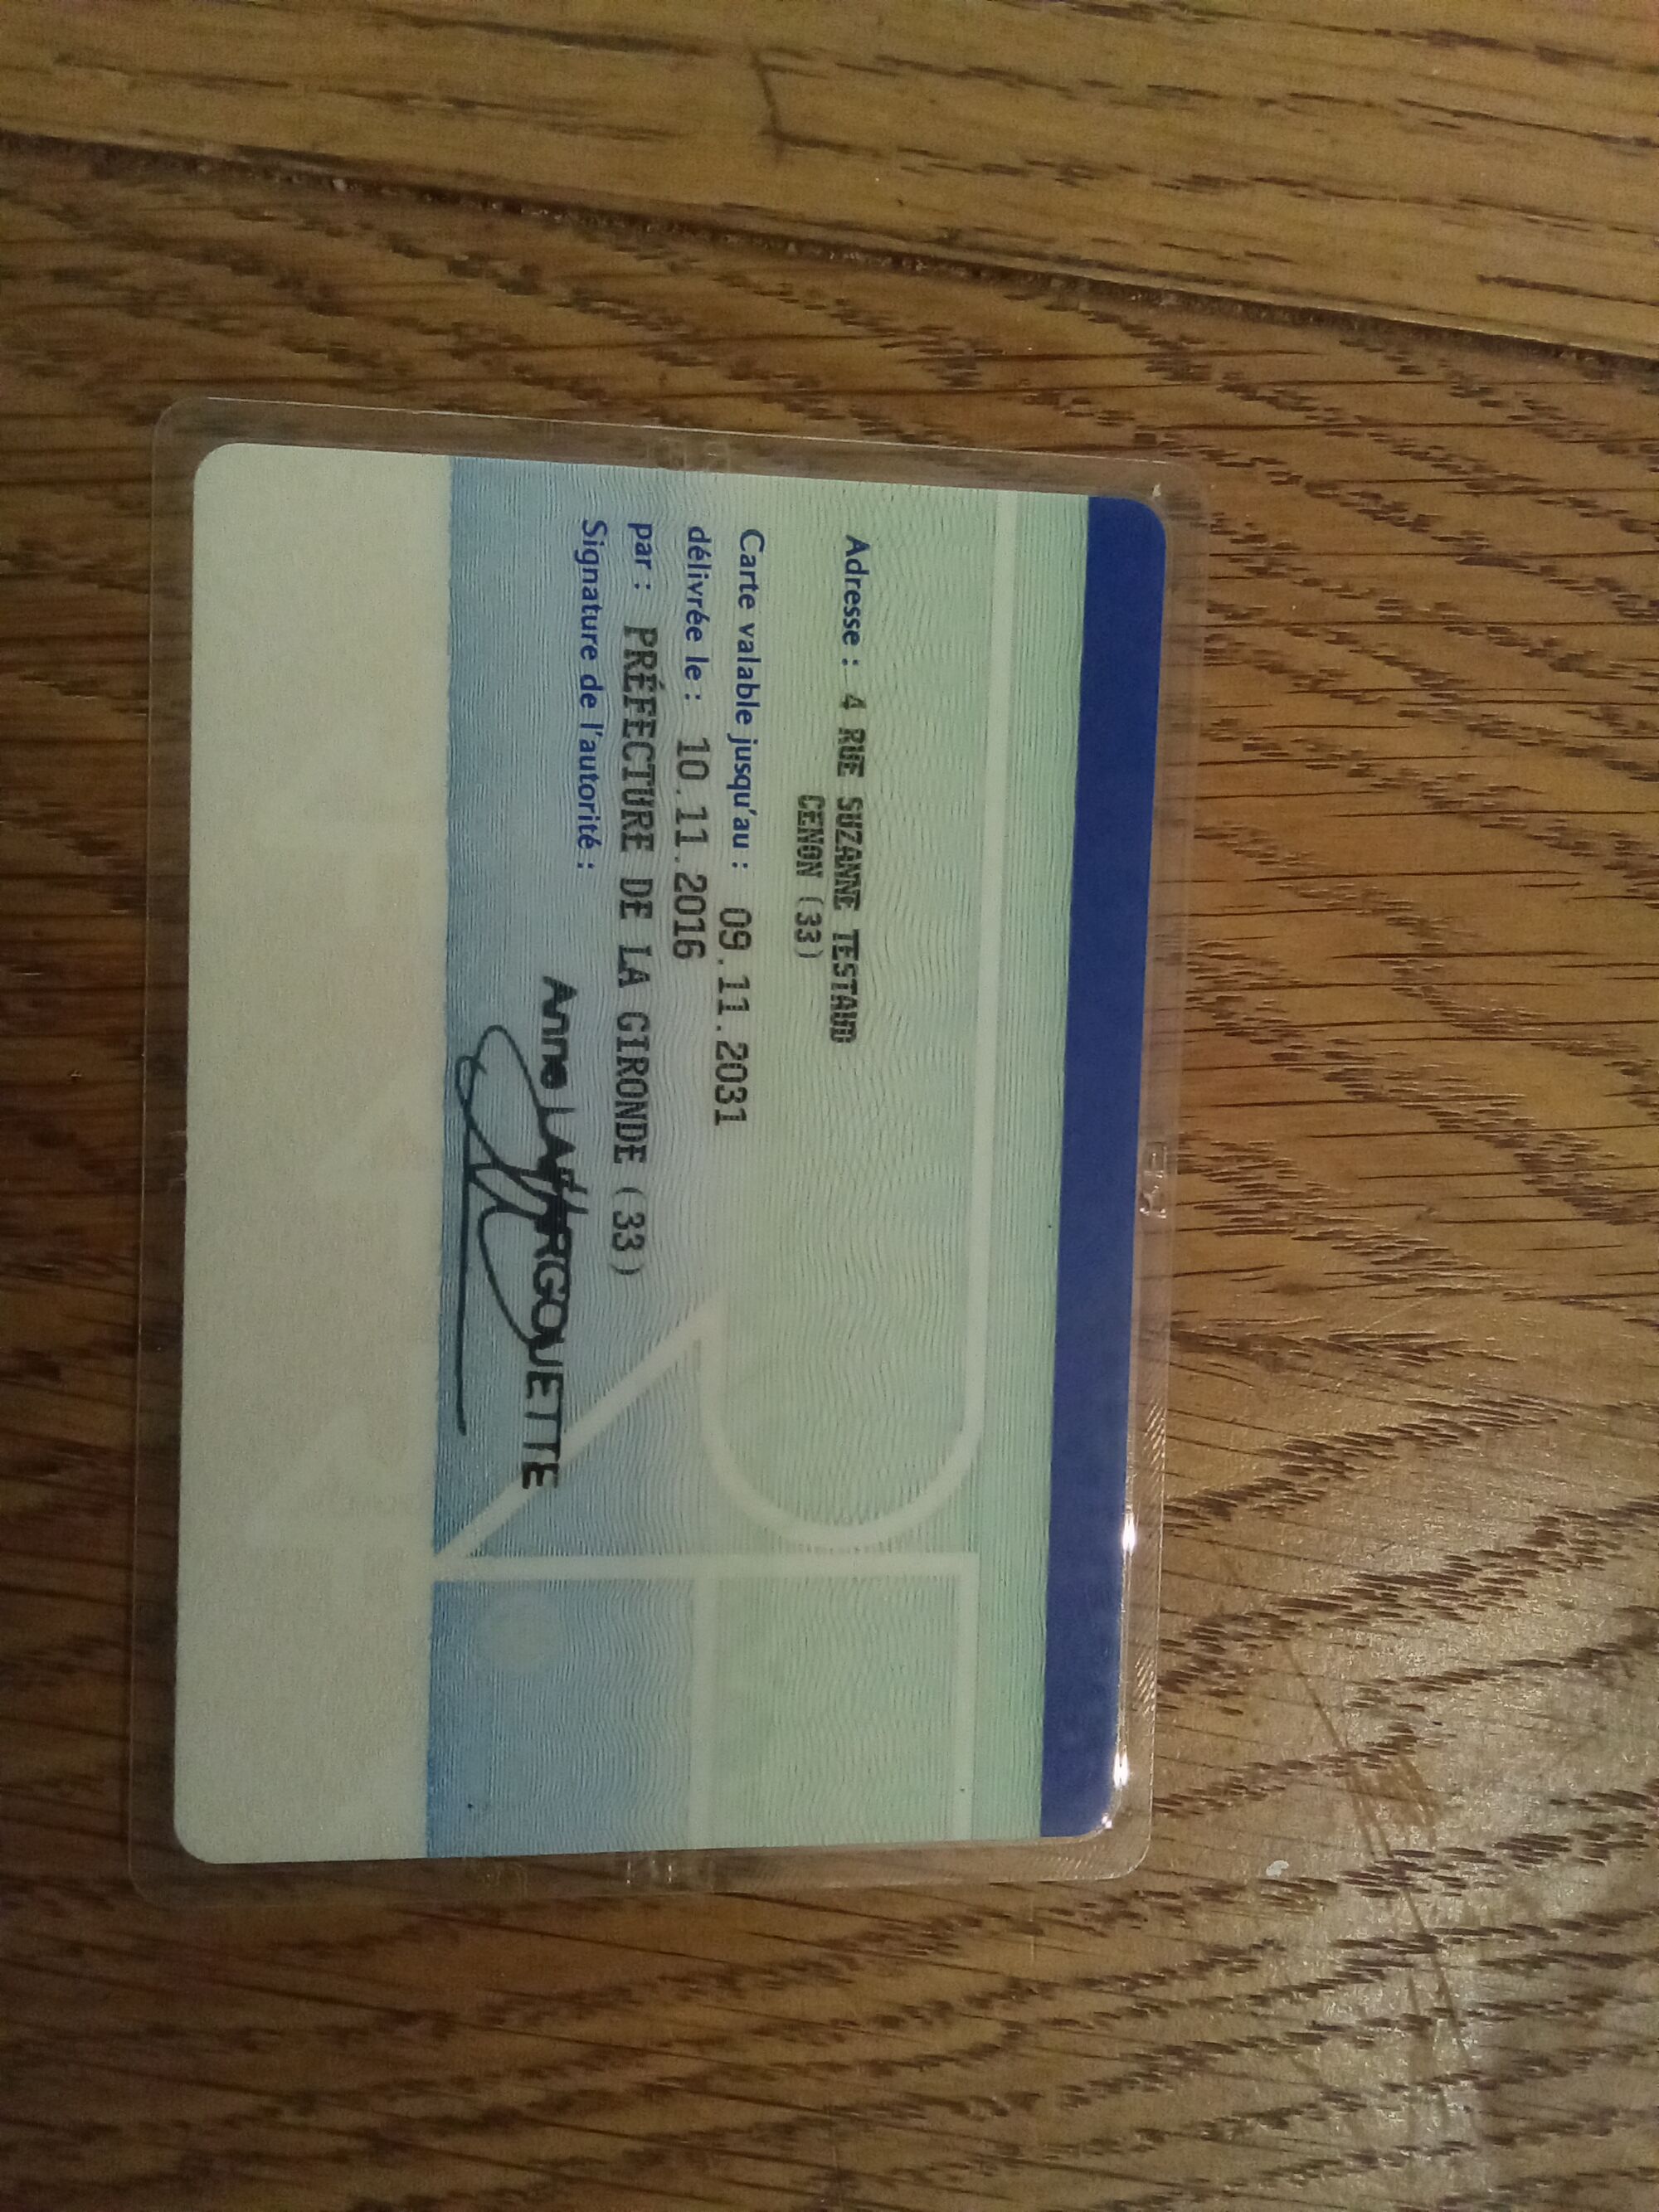 Adresse : 4 RUE SUZANNE TESTAUD
CENON (33)
Carte valable jusqu'au : 09.11.2031
délivrée le : 10.11.2016
par : PRÉFECTURE DE LA GIRONDE (33)
Signature de l'autorité :
Anne LAFFARGOUETTE